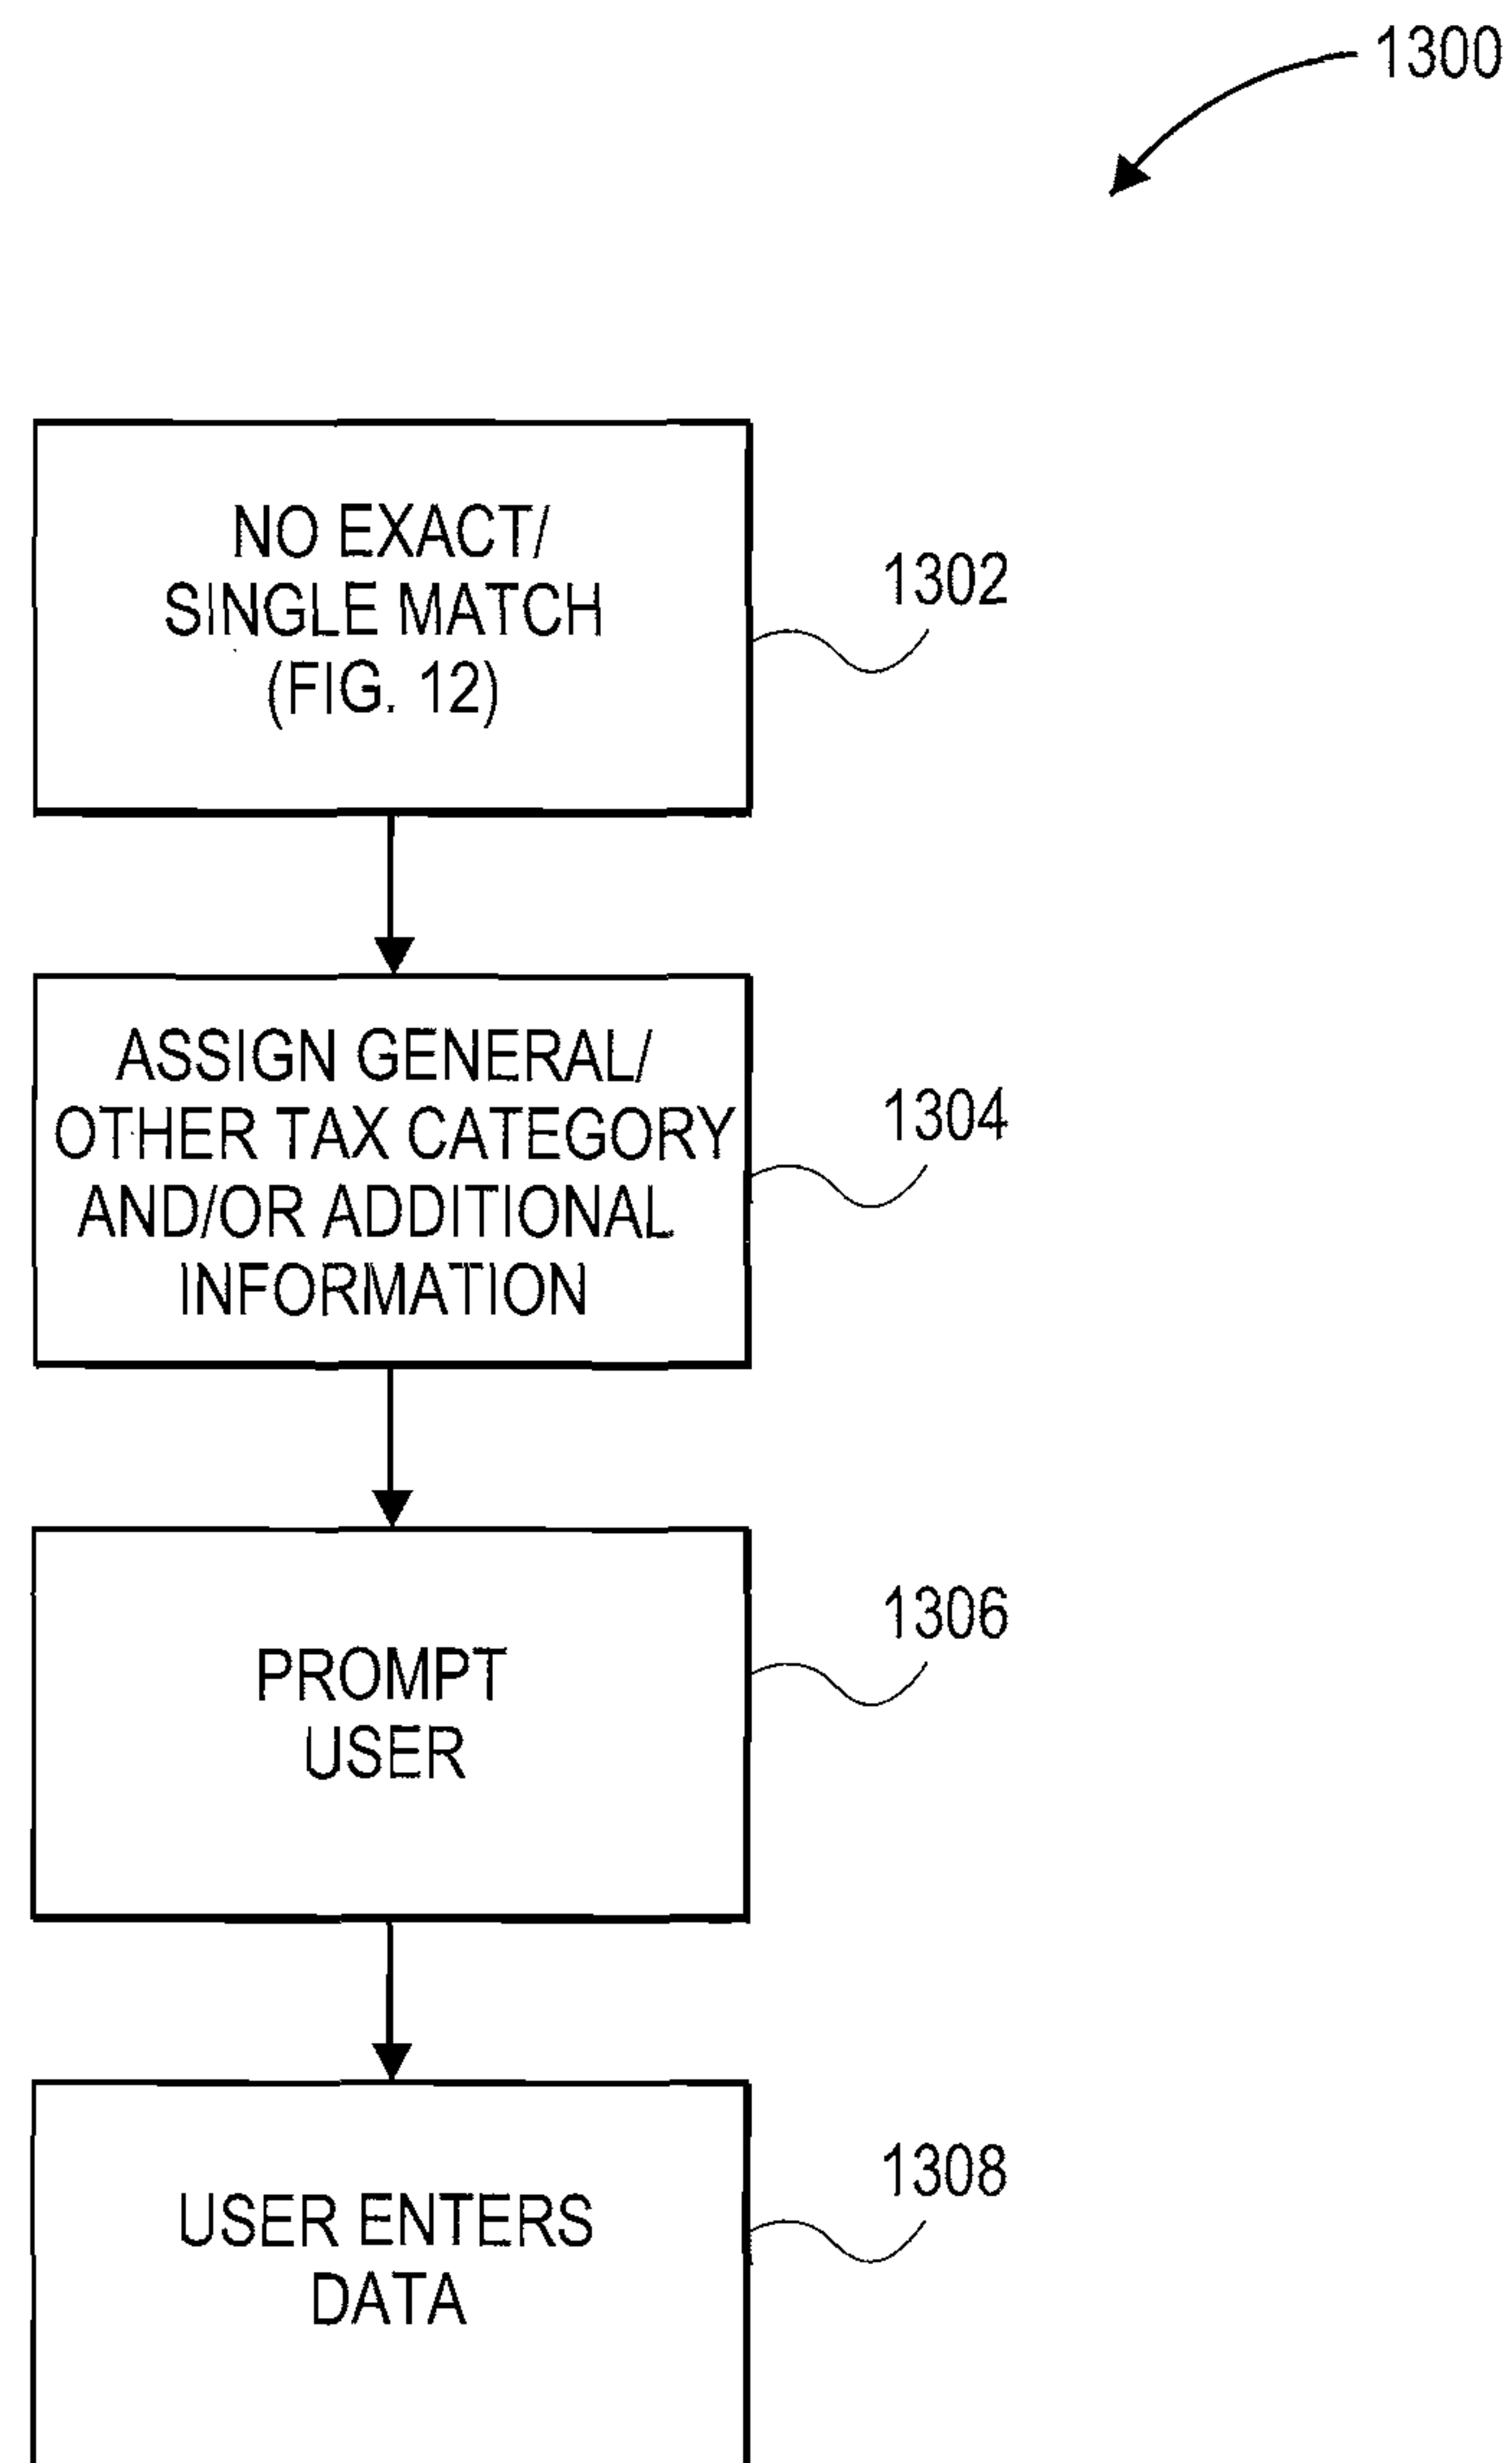 1300
NO EXACT/
SINGLE MATCH
(FIG. 12)
1302
ASSIGN GENERAL/
OTHER TAX CATEGORY
AND/OR ADDITIONAL
INFORMATION
1304
PROMPT
USER
1306
USER ENTERS
DATA
1308